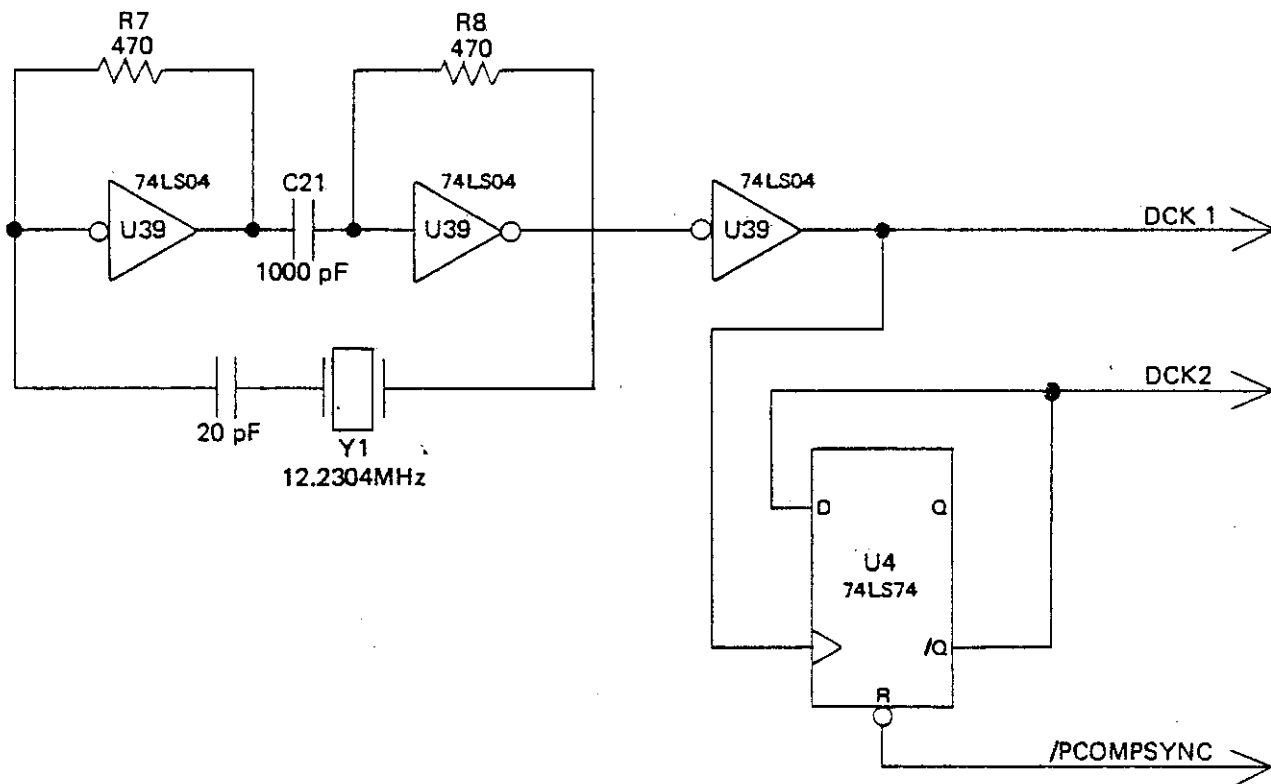 R7
470
R8
470
74LS04
U39
C21
1000 pF
74LS04
U39
74LS04
U39
DCK 1
20 pF
Y1
12.2304MHz
DCK2
D
Q
U4
74LS74
/Q
R
/PCOMPSYNC